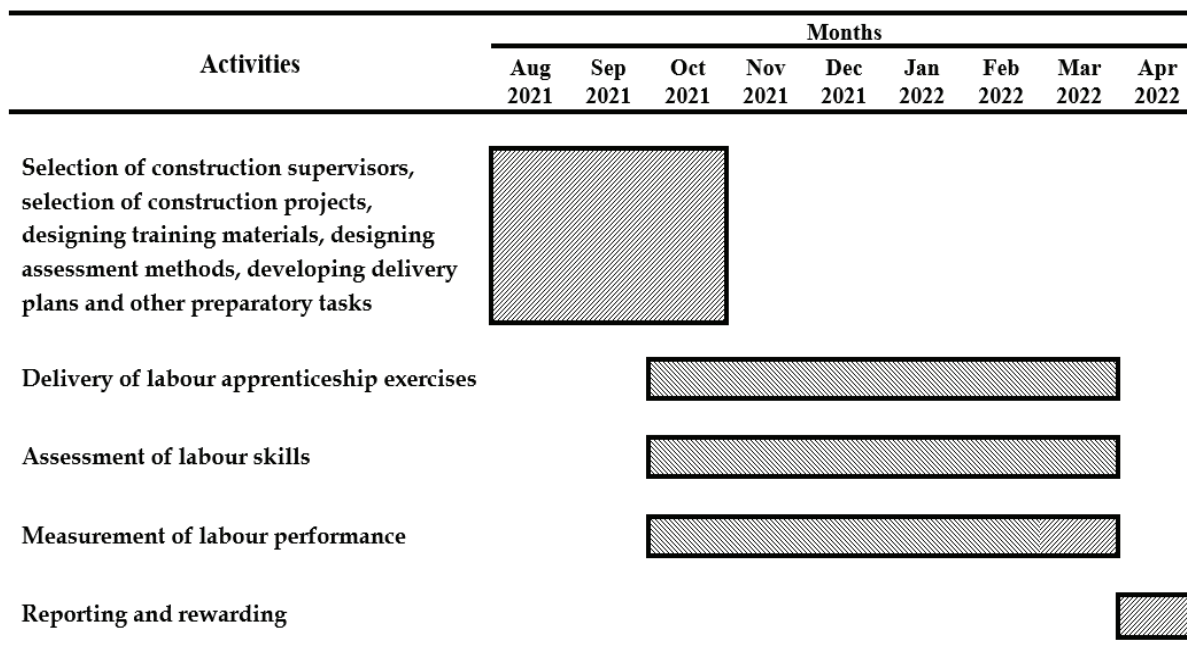 Months
Activities
Aug Sep Oct Nov Dec Jan Feb Mar Apr
2021 2021 2021 2021 2021 2022 2022 2022 2022
Selection of construction supervisors,
selection of construction projects,
designing training materials, designing
assessment methods, developing delivery
plans and other preparatory tasks
Delivery of labour apprenticeship exercises
Assessment of labour skills
Measurement of labour performance
Reporting and rewarding